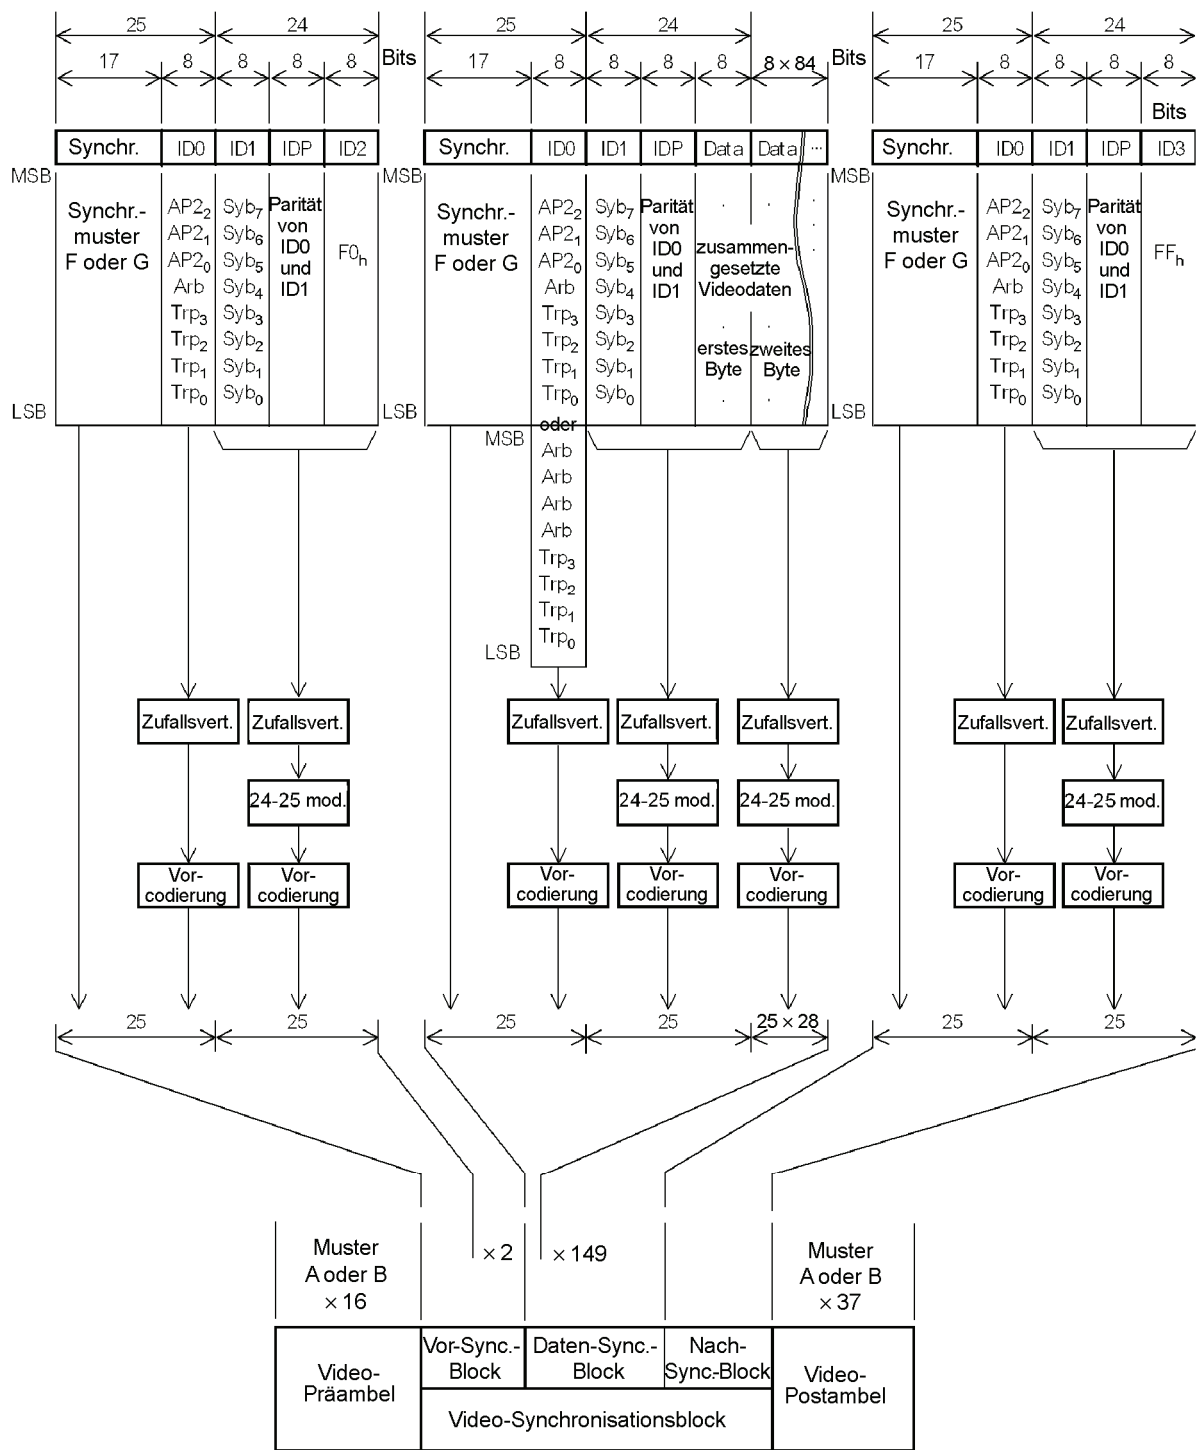 25 24 25 24 25 24
17 8 8 8 8 Bits 17 8 8 8 8 8 × 84 Bits 17 8 8 8 8
Bits
Synchr. ID0 ID1 IDP ID2 Synchr. ID0 ID1 IDP Data Data ... Synchr. ID0 ID1 IDP ID3
MSB MSB MSB
Synchr.-
muster
F oder G
AP2₂
AP2₁
AP2₀
Arb
Trp₃
Trp₂
Trp₁
Trp₀
Syb₇
Syb₆
Syb₅
Syb₄
Syb₃
Syb₂
Syb₁
Syb₀
Parität
von
ID0
und
ID1
F0h
LSB
Synchr.-
muster
F oder G
AP2₂
AP2₁
AP2₀
Arb
Trp₃
Trp₂
Trp₁
Trp₀
oder
MSB
Arb
Arb
Arb
Arb
Trp₃
Trp₂
Trp₁
Trp₀
LSB
Syb₇
Syb₆
Syb₅
Syb₄
Syb₃
Syb₂
Syb₁
Syb₀
Parität
von
ID0
und
ID1
zusammen-
gesetzte
Videodaten
erstes
Byte
zweites
Byte
LSB
Synchr.-
muster
F oder G
AP2₂
AP2₁
AP2₀
Arb
Trp₃
Trp₂
Trp₁
Trp₀
Syb₇
Syb₆
Syb₅
Syb₄
Syb₃
Syb₂
Syb₁
Syb₀
Parität
von
ID0
und
ID1
FFh
LSB
Zufallsvert. Zufallsvert. Zufallsvert. Zufallsvert. Zufallsvert. Zufallsvert. Zufallsvert.
24-25 mod. 24-25 mod. 24-25 mod. 24-25 mod.
Vor- Vor- Vor- Vor- Vor- Vor- Vor-
codierung codierung codierung codierung codierung codierung codierung
25 25 25 25 25 × 28 25 25
Muster
A oder B
× 16
× 2
× 149
Muster
A oder B
× 37
Video-
Präambel
Vor-Sync.-
Block
Daten-Sync.-
Block
Nach-
Sync.-Block
Video-
Postambel
Video-Synchronisationsblock